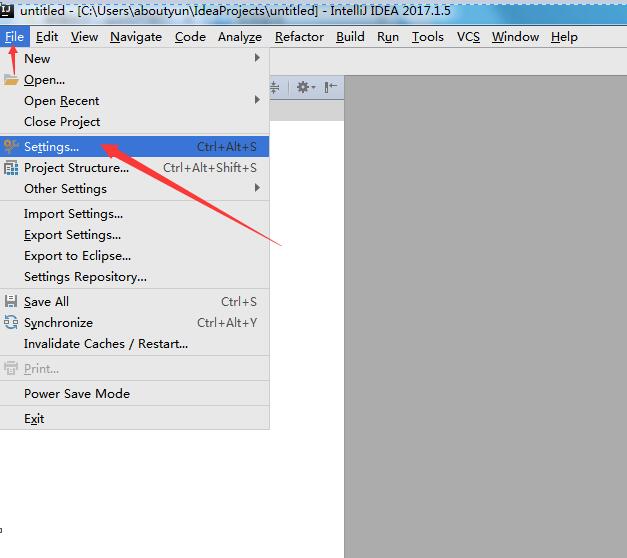 untitled - [C:\Users\aboutyun\IdeaProjects\untitled] - IntelliJ IDEA 2017.1.5
File Edit View Navigate Code Analyze Refactor Build Run Tools VCS Window Help
New
Open...
Open Recent
Close Project
Settings... Ctrl+Alt+S
Project Structure... Ctrl+Alt+Shift+S
Other Settings
Import Settings...
Export Settings...
Export to Eclipse...
Settings Repository...
Save All Ctrl+S
Synchronize Ctrl+Alt+Y
Invalidate Caches / Restart...
Print...
Power Save Mode
Exit